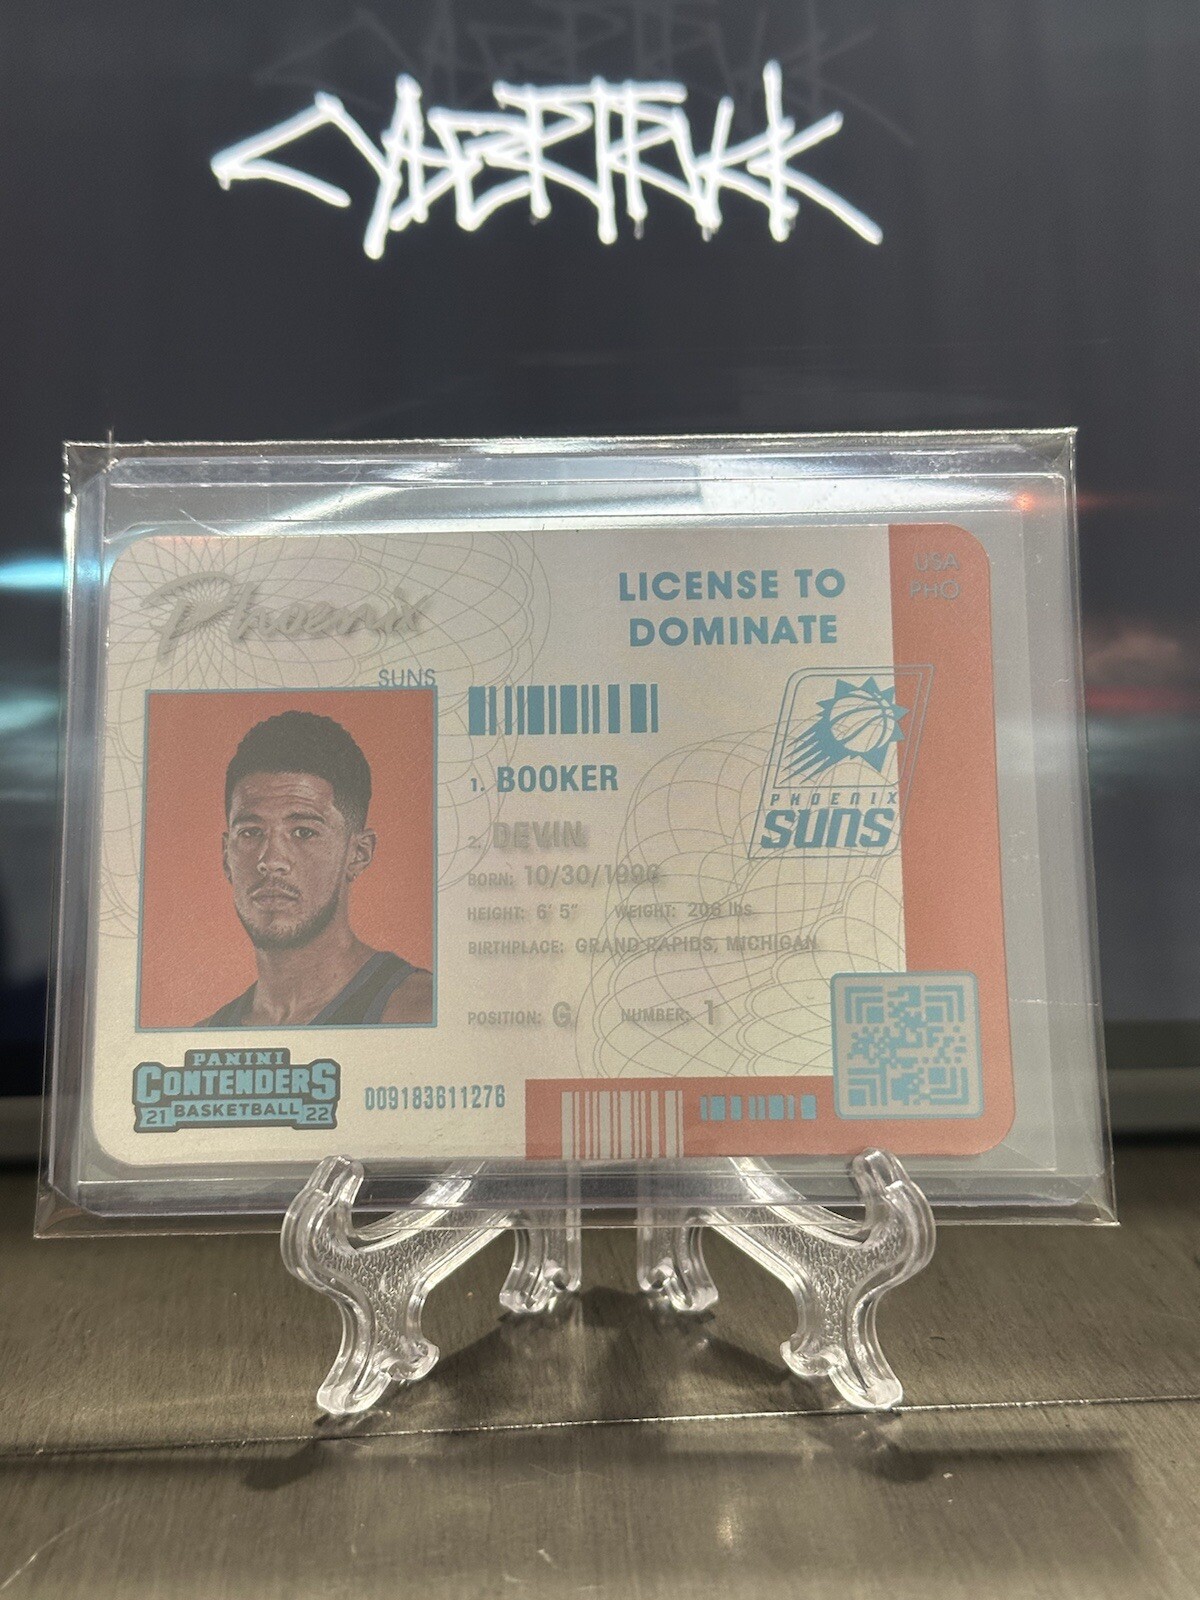 CYBERTRUCK
Phoenix
SUNS
LICENSE TO
DOMINATE
USA
PHO
1. BOOKER
2. DEVIN
BORN: 10/30/1996
HEIGHT: 6' 5" WEIGHT: 206 lbs.
BIRTHPLACE: GRAND RAPIDS, MICHIGAN
POSITION: G NUMBER: 1
PHOENIX
SUNS
PANINI
CONTENDERS
21 BASKETBALL 22
009183611276